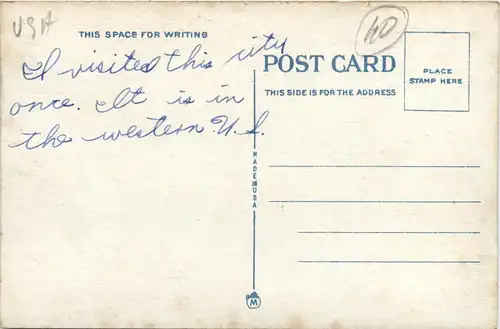 USA
THIS SPACE FOR WRITING
40
I visited this city
once. It is in
the western U.S.
POST CARD
THIS SIDE IS FOR THE ADDRESS
PLACE
STAMP HERE
MADE IN USA
M